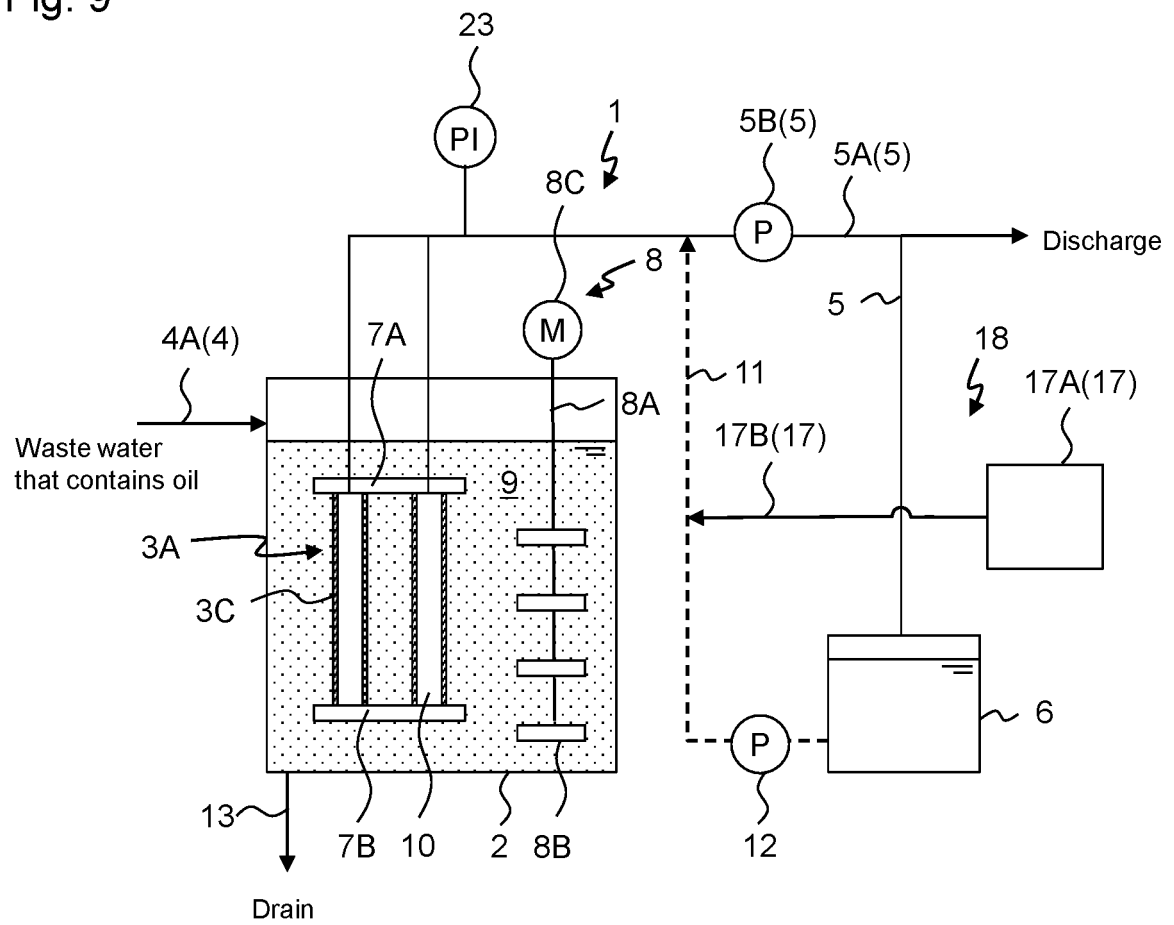 Fig. 9
23
PI
1
5B(5)
5A(5)
8C
P
Discharge
8
5
4A(4)
7A
M
18
11
17A(17)
8A
Waste water
that contains oil
17B(17)
9
3A
3C
6
P
13
7B
10
2
8B
12
Drain